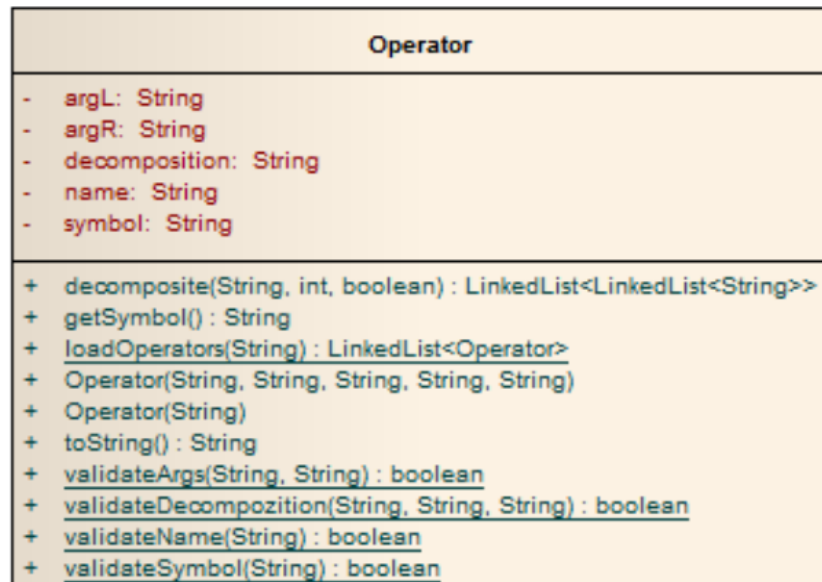 Operator
- argL: String
- argR: String
- decomposition: String
- name: String
- symbol: String
+ decomposite(String, int, boolean) : LinkedList<LinkedList<String>>
+ getSymbol() : String
+ loadOperators(String) : LinkedList<Operator>
+ Operator(String, String, String, String, String)
+ Operator(String)
+ toString() : String
+ validateArgs(String, String) : boolean
+ validateDecompozition(String, String, String) : boolean
+ validateName(String) : boolean
+ validateSymbol(String) : boolean